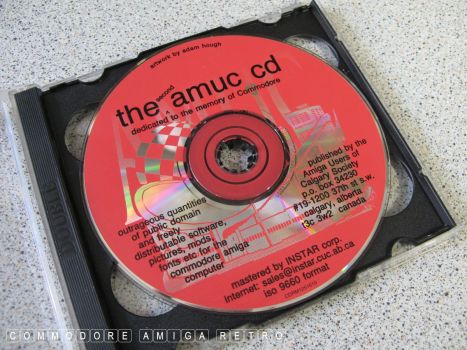 artwork by adam hough
second
the ^ amuc cd
dedicated to the memory of Commodore
outrageous quantities
of public domain
and freely
distributable software,
pictures, mods,
fonts etc for the
commodore amiga
computer
published by the
Amiga Users of
Calgary Society
p.o. box 34230
#19-1200 37th st s.w.
calgary, alberta
t3c 3w2 canada
mastered by INSTAR corp.
internet: sales@instar.cuc.ab.ca
iso 9660 format
COMMODORE AMIGA RETRO